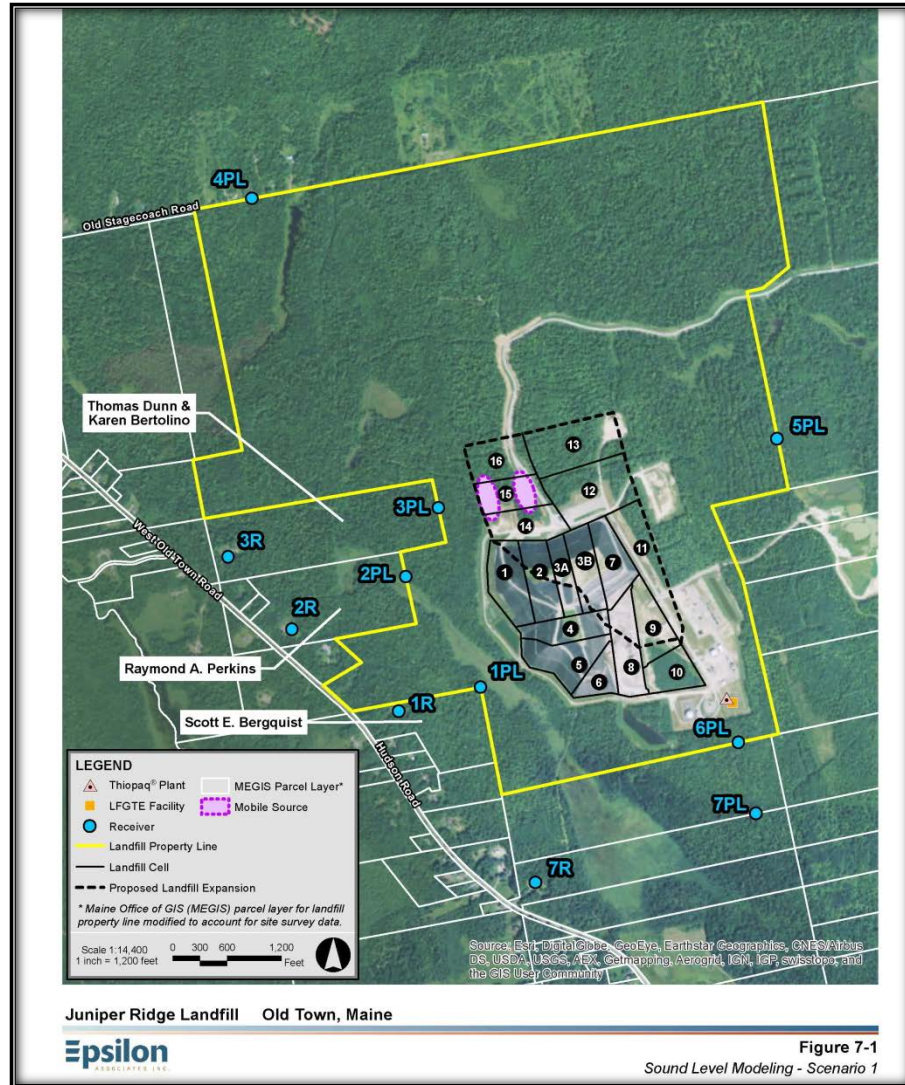 4PL
Old Stagecoach Road
Thomas Dunn &
Karen Bertolino
5PL
13
16
12
15
3PL
14
11
3R
West Old Town Road
2PL
1
2
3A
3B
7
2R
4
9
Raymond A. Perkins
5
8
10
6
1PL
1R
Scott E. Bergquist
6PL
Hudson Road
7PL
7R
LEGEND
Thiopaq® Plant
MEGIS Parcel Layer*
LFGTE Facility
Mobile Source
Receiver
Landfill Property Line
Landfill Cell
Proposed Landfill Expansion
* Maine Office of GIS (MEGIS) parcel layer for landfill
property line modified to account for site survey data.
Scale 1:14,400
1 inch = 1,200 feet
0 300 600 1,200
Feet
Source: Esri, DigitalGlobe, GeoEye, Earthstar Geographics, CNES/Airbus
DS, USDA, USGS, AEX, Getmapping, Aerogrid, IGN, IGP, swisstopo, and
the GIS User Community
Juniper Ridge Landfill Old Town, Maine
Epsilon
ASSOCIATES INC.
Figure 7-1
Sound Level Modeling - Scenario 1